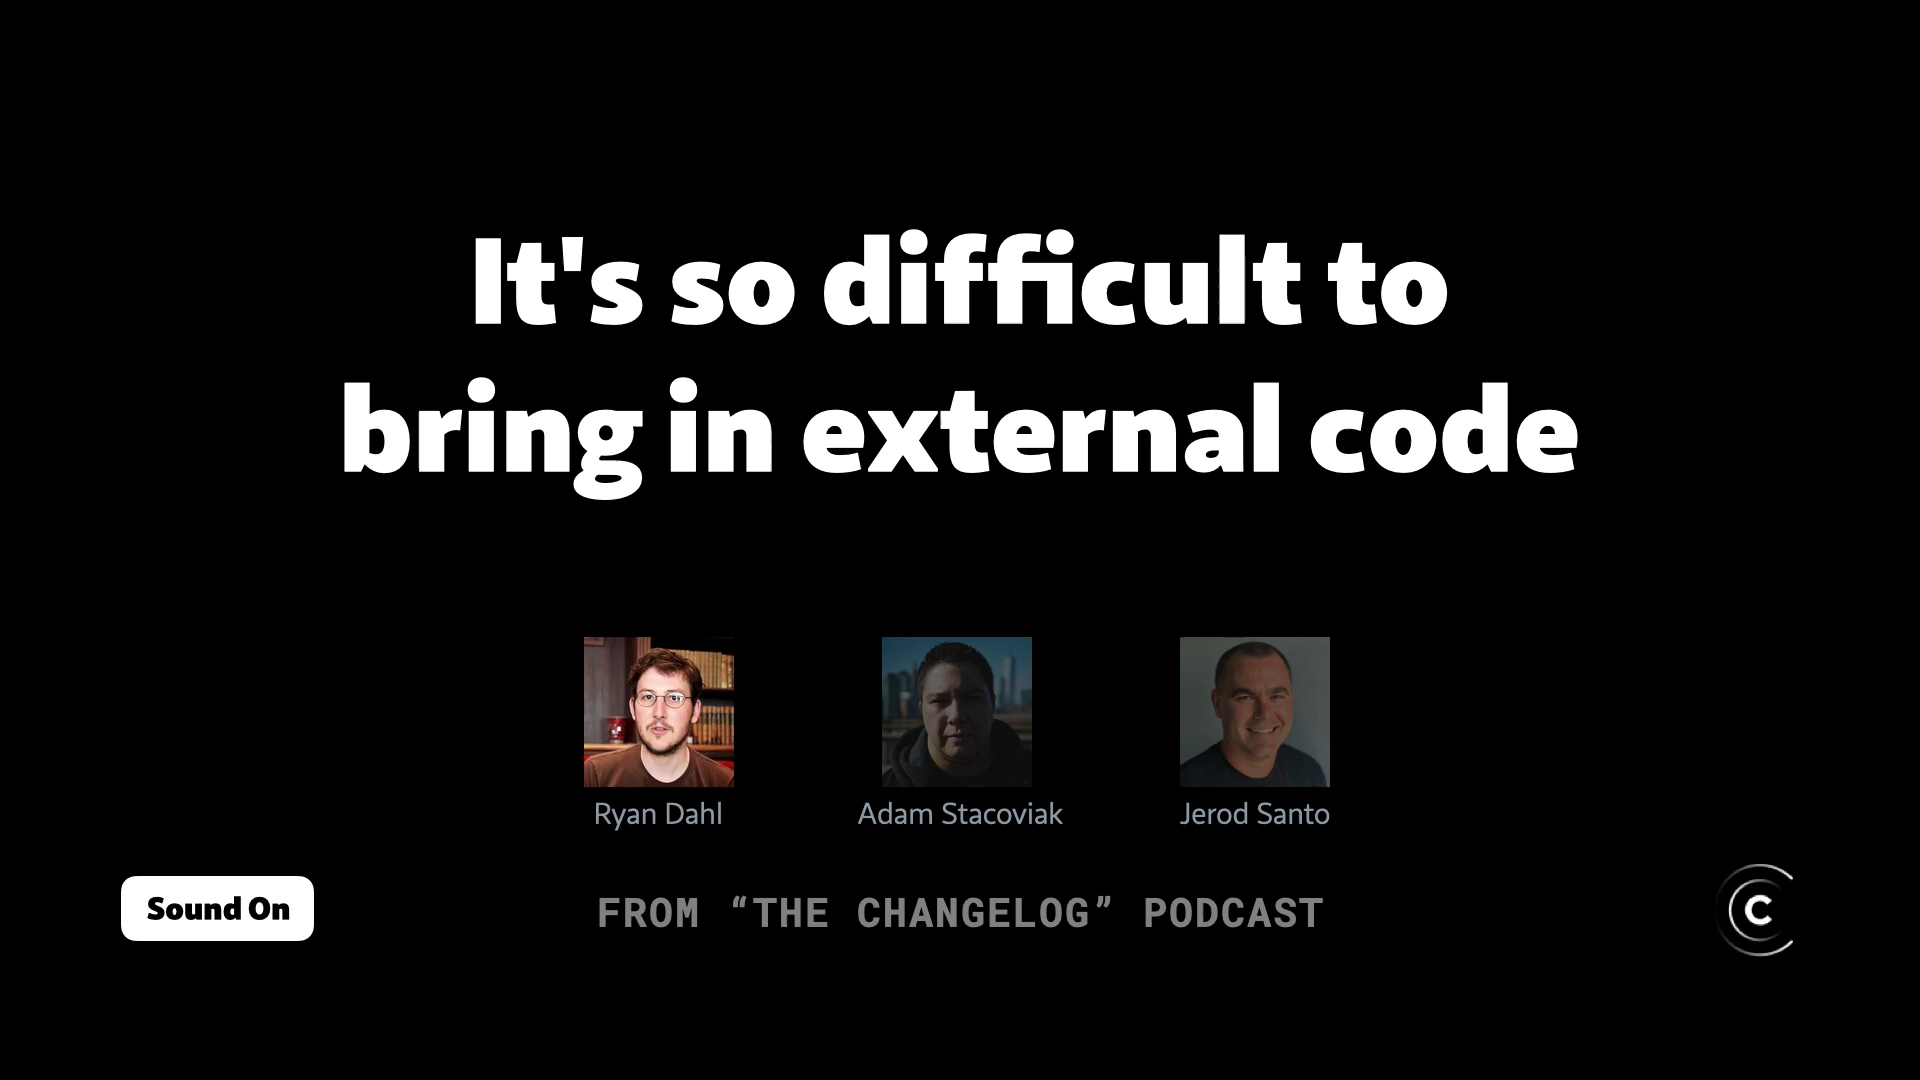 It's so difficult to
bring in external code
Ryan Dahl
Adam Stacoviak
Jerod Santo
Sound On
FROM “THE CHANGELOG” PODCAST
C